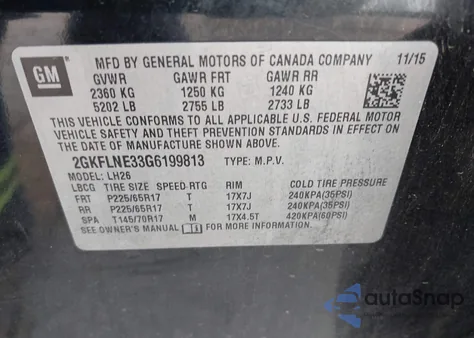 GM
MFD BY GENERAL MOTORS OF CANADA COMPANY 11/15
GVWR GAWR FRT GAWR RR
2360 KG 1250 KG 1240 KG
5202 LB 2755 LB 2733 LB
THIS VEHICLE CONFORMS TO ALL APPLICABLE U.S. FEDERAL MOTOR
VEHICLE SAFETY AND THEFT PREVENTION STANDARDS IN EFFECT ON
THE DATE OF MANUFACTURE SHOWN ABOVE.
2GKFLNE33G6199813 TYPE: M.P.V.
MODEL: LH26
LBCG TIRE SIZE SPEED RTG RIM COLD TIRE PRESSURE
FRT P225/65R17 T 17X7J 240KPA(35PSI)
RR P225/65R17 T 17X7J 240KPA(35PSI)
SPA T145/70R17 M 17X4.5T 420KPA(60PSI)
SEE OWNER'S MANUAL FOR MORE INFORMATION.
autoSnap